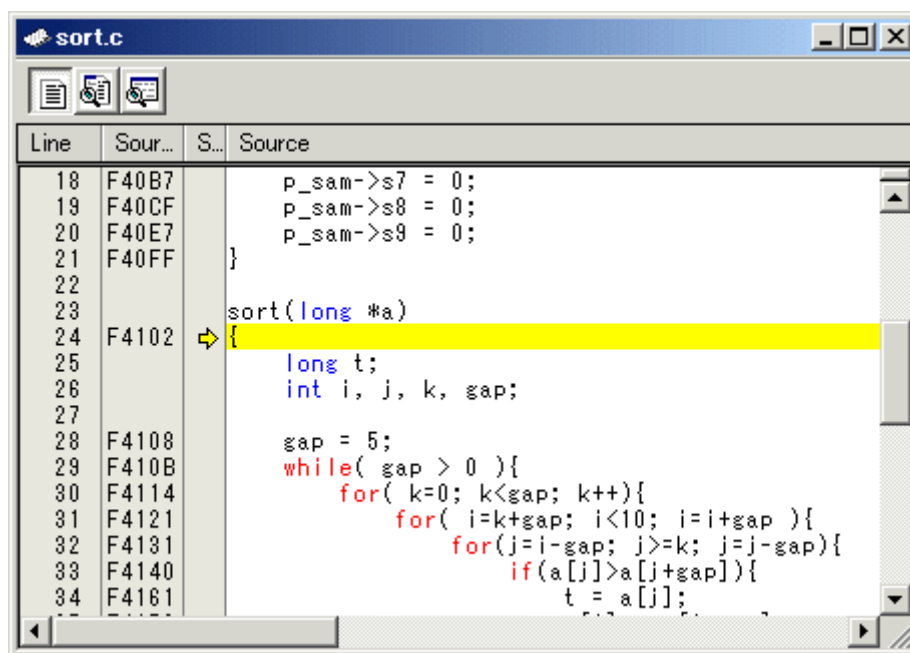 sort.c
Line Sour... S... Source
18 F40B7 p_sam->s7 = 0;
19 F40CF p_sam->s8 = 0;
20 F40E7 p_sam->s9 = 0;
21 F40FF }
22
23 sort(long *a)
24 F4102 {
25 long t;
26 int i, j, k, gap;
27
28 F4108 gap = 5;
29 F410B while( gap > 0 ){
30 F4114 for( k=0; k<gap; k++){
31 F4121 for( i=k+gap; i<10; i=i+gap ){
32 F4131 for(j=i-gap; j>=k; j=j-gap){
33 F4140 if(a[j]>a[j+gap]){
34 F4161 t = a[j];